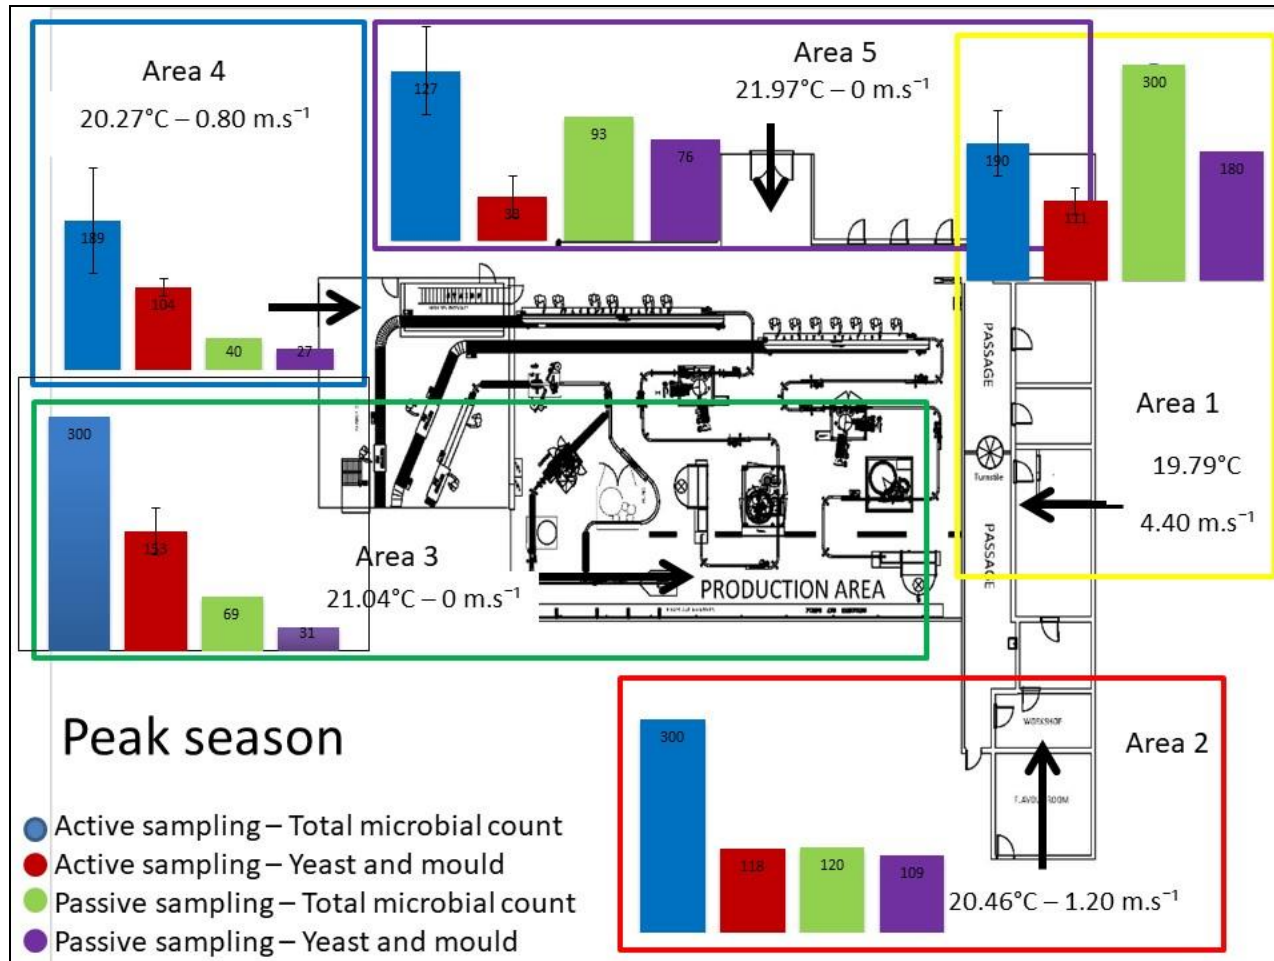 Area 4
20.27°C – 0.80 m.s⁻¹
189
104
40
27
Area 5
21.97°C – 0 m.s⁻¹
127
38
93
76
190
111
300
180
Area 1
19.79°C
4.40 m.s⁻¹
PASSAGE
Turnstile
PASSAGE
300
153
69
31
Area 3
21.04°C – 0 m.s⁻¹
PRODUCTION AREA
300
118
120
109
WORKSHOP
Area 2
20.46°C – 1.20 m.s⁻¹
Peak season
Active sampling – Total microbial count
Active sampling – Yeast and mould
Passive sampling – Total microbial count
Passive sampling – Yeast and mould